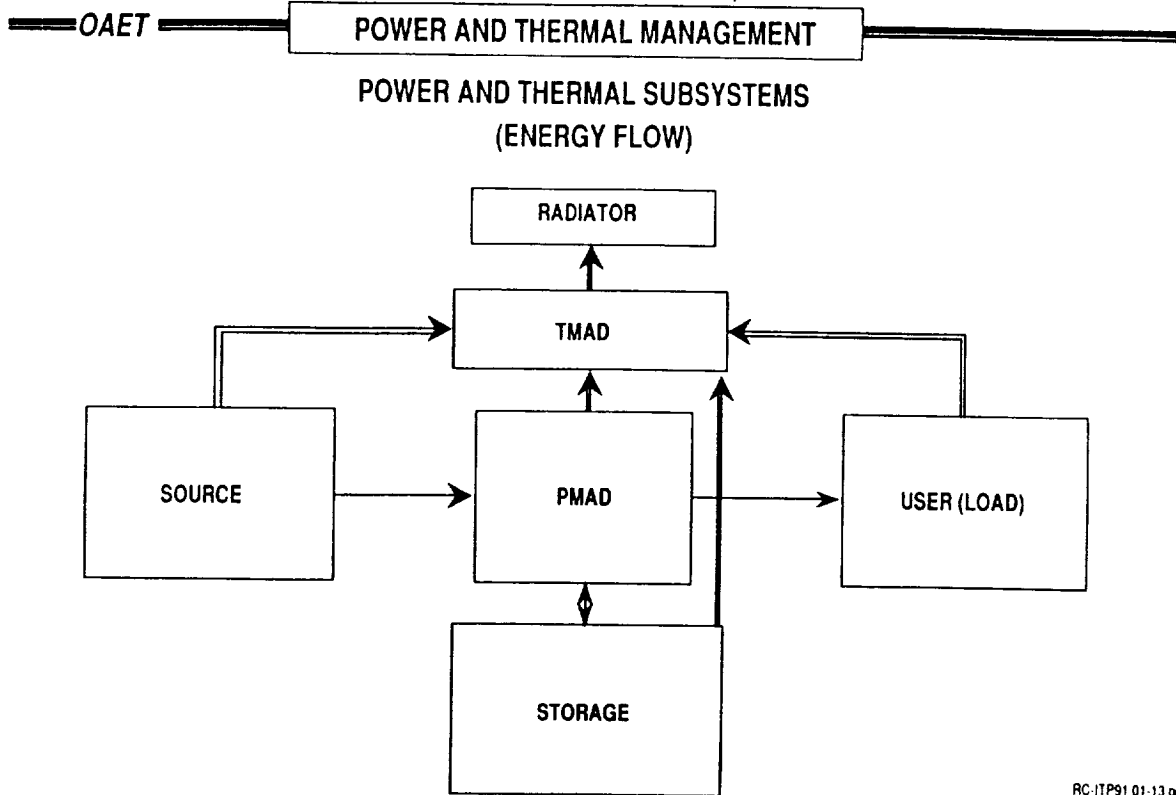 OAET
POWER AND THERMAL MANAGEMENT
POWER AND THERMAL SUBSYSTEMS
(ENERGY FLOW)
RADIATOR
TMAD
SOURCE
PMAD
USER (LOAD)
STORAGE